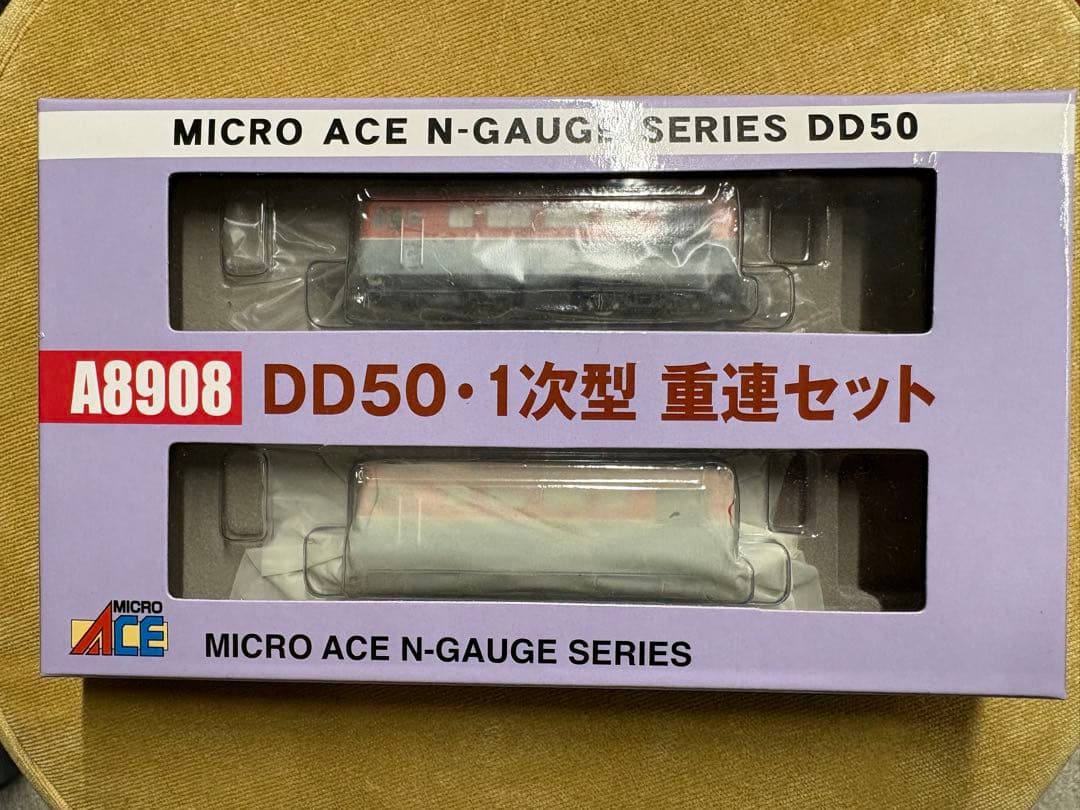 MICRO ACE N-GAUGE SERIES DD50
A8908
DD50・1次型 重連セット
MICRO
ACE
MICRO ACE N-GAUGE SERIES